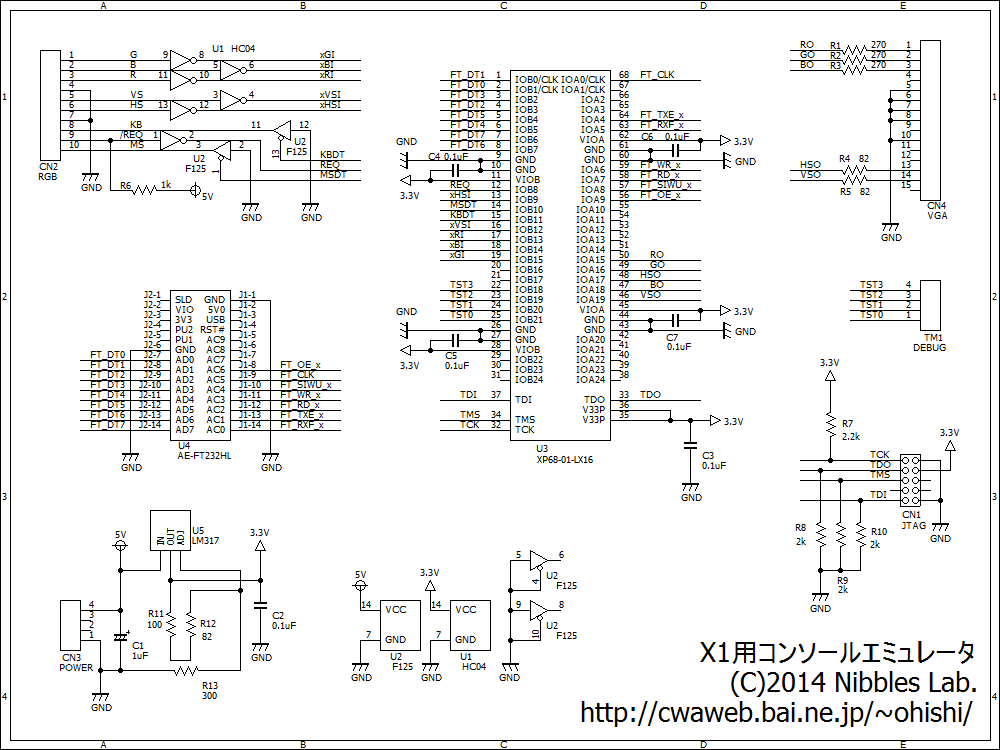 A B C D E
1
2
3
4
1
2
3
4
U1 HC04
1 G 9 8 xGI
2 B 5 6 xBI
3 R 11 10 xRI
4
5 VS 3 4 xVSI
6 HS 13 12 xHSI
7
8 KB 11 12
9 /REQ 1 2
10 MS 3 2
13
U2
F125
U2
F125
1
KBDT
REQ
MSDT
CN2
RGB
GND
R6 1k
5V
GND
GND
FT_DT1 1 IOB0/CLK IOA0/CLK 68 FT_CLK
FT_DT0 2 IOB1/CLK IOA1/CLK 67
FT_DT3 3 IOB2 IOA2 66
FT_DT2 4 IOB3 IOA3 65
FT_DT5 5 IOB4 IOA4 64 FT_TXE_x
FT_DT4 6 IOB5 IOA5 63 FT_RXF_x
FT_DT7 7 IOB6 VIOA 62
FT_DT6 8 IOB7 GND 61
9 GND GND 60
10 GND IOA6 59 FT_WR_x
11 VIOB IOA7 58 FT_RD_x
REQ 12 IOB8 IOA8 57 FT_SIWU_x
xHSI 13 IOB9 IOA9 56 FT_OE_x
MSDT 14 IOB10 IOA10 55
KBDT 15 IOB11 IOA11 54
xVSI 16 IOB12 IOA12 53
xRI 17 IOB13 IOA13 52
xBI 18 IOB14 IOA14 51
xGI 19 IOB15 IOA15 50 RO
20 IOB16 IOA16 49 GO
21 IOB17 IOA17 48 HSO
TST3 22 IOB18 IOA18 47 BO
TST2 23 IOB19 IOA19 46 VSO
TST1 24 IOB20 VIOA 45
TST0 25 IOB21 GND 44
26 GND GND 43
27 GND IOA20 42
28 VIOB IOA21 41
29 IOB22 IOA22 40
30 IOB23 IOA23 39
31 IOB24 IOA24 38
TDI 37 TDI TDO 33 TDO
V33P 36
TMS 34 TMS V33P 35
TCK 32 TCK
U3
XP68-01-LX16
GND
C4 0.1uF
3.3V
C6 0.1uF
3.3V
GND
GND
C5
0.1uF
3.3V
3.3V
GND
C7
0.1uF
3.3V
C3
0.1uF
GND
RO R1 270 1
GO R2 270 2
BO R3 270 3
4
5
6
7
8
9
10
11
12
HSO R4 82 13
VSO R5 82 14
15
CN4
VGA
GND
TST3 4
TST2 3
TST1 2
TST0 1
TM1
DEBUG
J2-1 SLD GND J1-1
J2-2 VIO 5V0 J1-2
J2-3 3V3 USB J1-3
J2-4 PU2 RST# J1-4
J2-5 PU1 AC9 J1-5
J2-6 GND AC8 J1-6
FT_DT0 J2-7 AD0 AC7 J1-7
FT_DT1 J2-8 AD1 AC6 J1-8 FT_OE_x
FT_DT2 J2-9 AD2 AC5 J1-9 FT_CLK
FT_DT3 J2-10 AD3 AC4 J1-10 FT_SIWU_x
FT_DT4 J2-11 AD4 AC3 J1-11 FT_WR_x
FT_DT5 J2-12 AD5 AC2 J1-12 FT_RD_x
FT_DT6 J2-13 AD6 AC1 J1-13 FT_TXE_x
FT_DT7 J2-14 AD7 AC0 J1-14 FT_RXF_x
U4
AE-FT232HL
GND
GND
3.3V
R7
2.2k
3.3V
TCK
TDO
TMS
TDI
CN1
JTAG
GND
R8
2k
R10
2k
R9
2k
GND
5V
IN OUT ADJ
U5
LM317
3.3V
4
3
2
1
CN3
POWER
C1
1uF
R11
100
R12
82
R13
300
C2
0.1uF
GND
GND
5V
14 VCC
7 GND
U2
F125
GND
3.3V
14 VCC
7 GND
U1
HC04
GND
5 6
4
U2
F125
9 8
10
U2
F125
GND
X1用コンソールエミュレータ
(C)2014 Nibbles Lab.
http://cwaweb.bai.ne.jp/~ohishi/
A B C D E